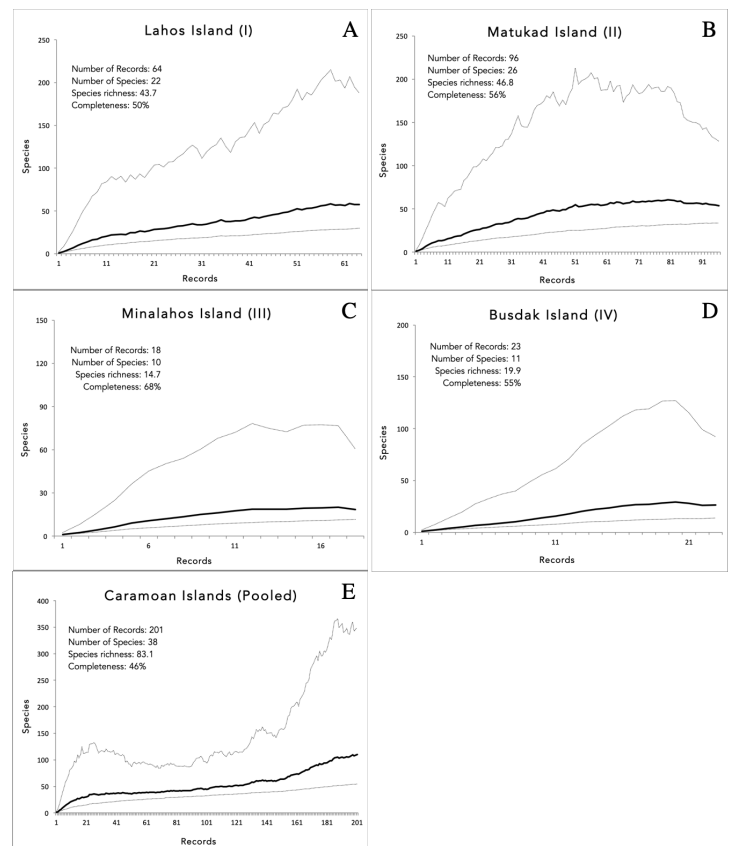 Lahos Island (I)
A
250
200
150
100
50
0
Number of Records: 64
Number of Species: 22
Species richness: 43.7
Completeness: 50%
Species
1 11 21 31 41 51 61
Records
Matukad Island (II)
B
250
200
150
100
50
0
Number of Records: 96
Number of Species: 26
Species richness: 46.8
Completeness: 56%
Species
1 11 21 31 41 51 61 71 81 91
Records
Minalahos Island (III)
C
150
120
90
60
30
0
Number of Records: 18
Number of Species: 10
Species richness: 14.7
Completeness: 68%
Species
1 6 11 16
Records
Busdak Island (IV)
D
200
150
100
50
0
Number of Records: 23
Number of Species: 11
Species richness: 19.9
Completeness: 55%
Species
1 11 21
Records
Caramoan Islands (Pooled)
E
400
350
300
250
200
150
100
50
0
Number of Records: 201
Number of Species: 38
Species richness: 83.1
Completeness: 46%
Species
1 21 41 61 81 101 121 141 161 181 201
Records